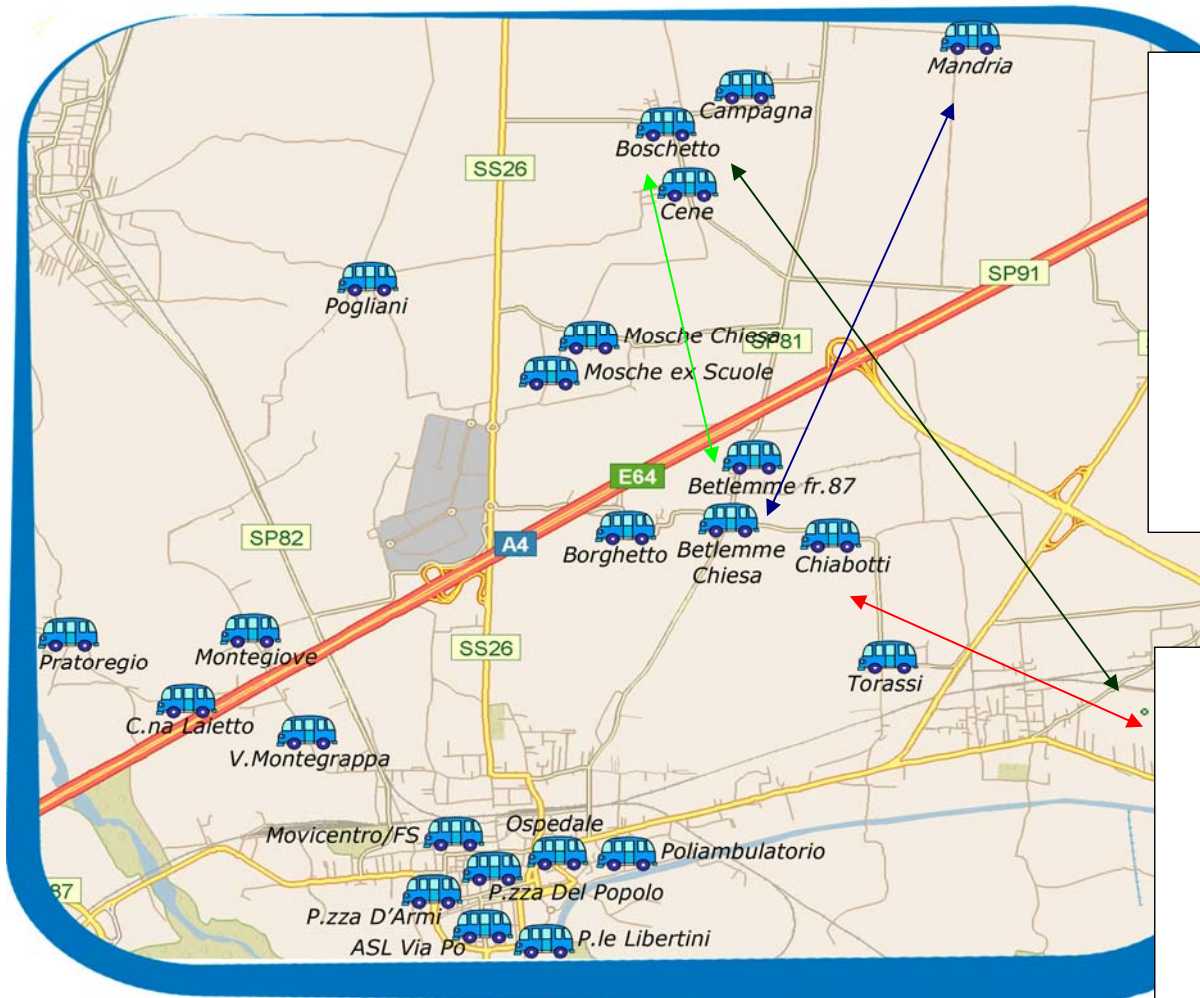 Mandria
Campagna
Boschetto
SS26
Cene
SP91
Pogliani
Mosche Chiesa
SP81
Mosche ex Scuole
E64
Betlemme fr.87
A4
SP82
Borghetto
Betlemme
Chiesa
Chiabotti
Pratoregio
Montegiove
SS26
Torassi
C.na Laietto
V.Montegrappa
Movicentro/FS
Ospedale
Poliambulatorio
P.zza Del Popolo
87
P.zza D'Armi
ASL Via Po
P.le Libertini